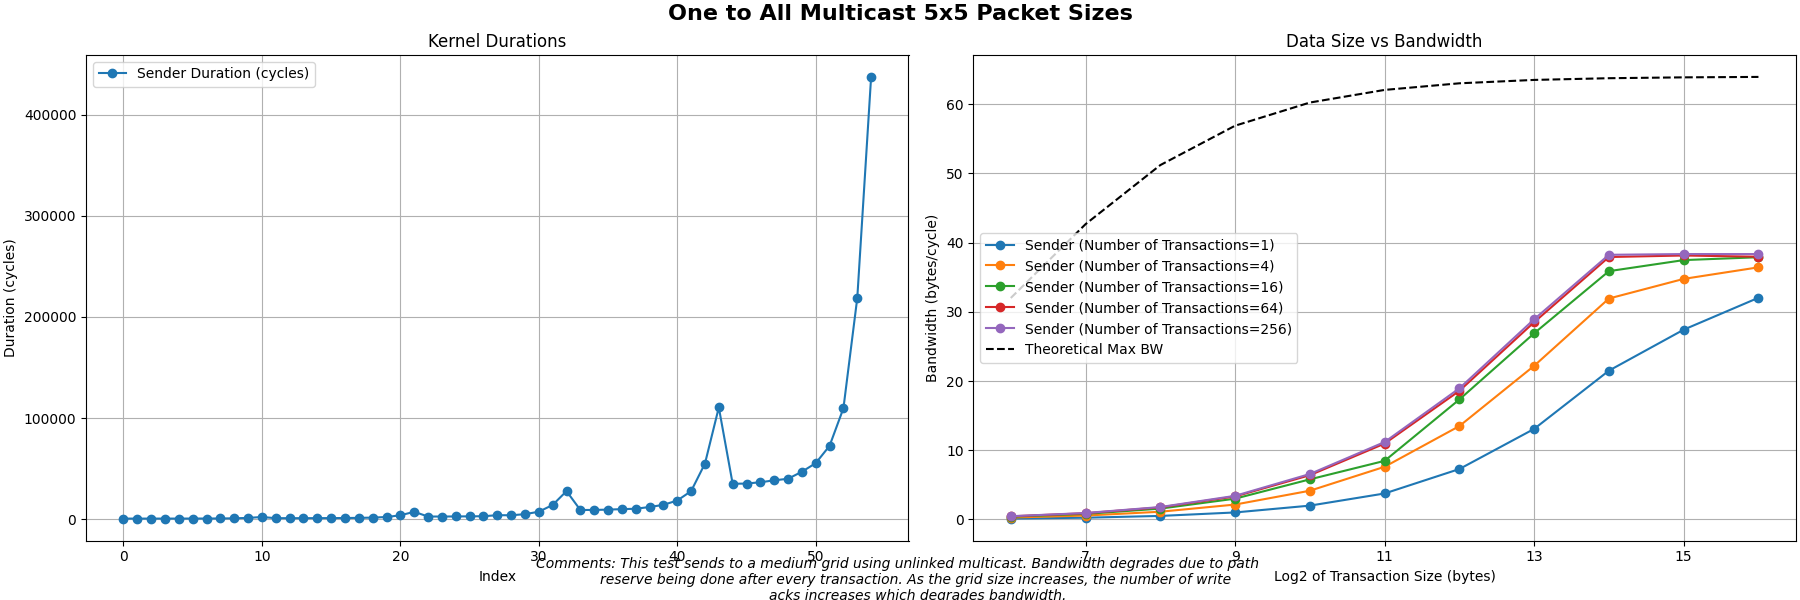 One to All Multicast 5x5 Packet Sizes
Kernel Durations
Sender Duration (cycles)
400000
300000
200000
100000
0
Duration (cycles)
0 10 20 30 40 50
Index
Data Size vs Bandwidth
60
50
40
30
20
10
0
Bandwidth (bytes/cycle)
Sender (Number of Transactions=1)
Sender (Number of Transactions=4)
Sender (Number of Transactions=16)
Sender (Number of Transactions=64)
Sender (Number of Transactions=256)
Theoretical Max BW
7 9 11 13 15
Log2 of Transaction Size (bytes)
Comments: This test sends to a medium grid using unlinked multicast. Bandwidth degrades due to path
reserve being done after every transaction. As the grid size increases, the number of write
acks increases which degrades bandwidth.